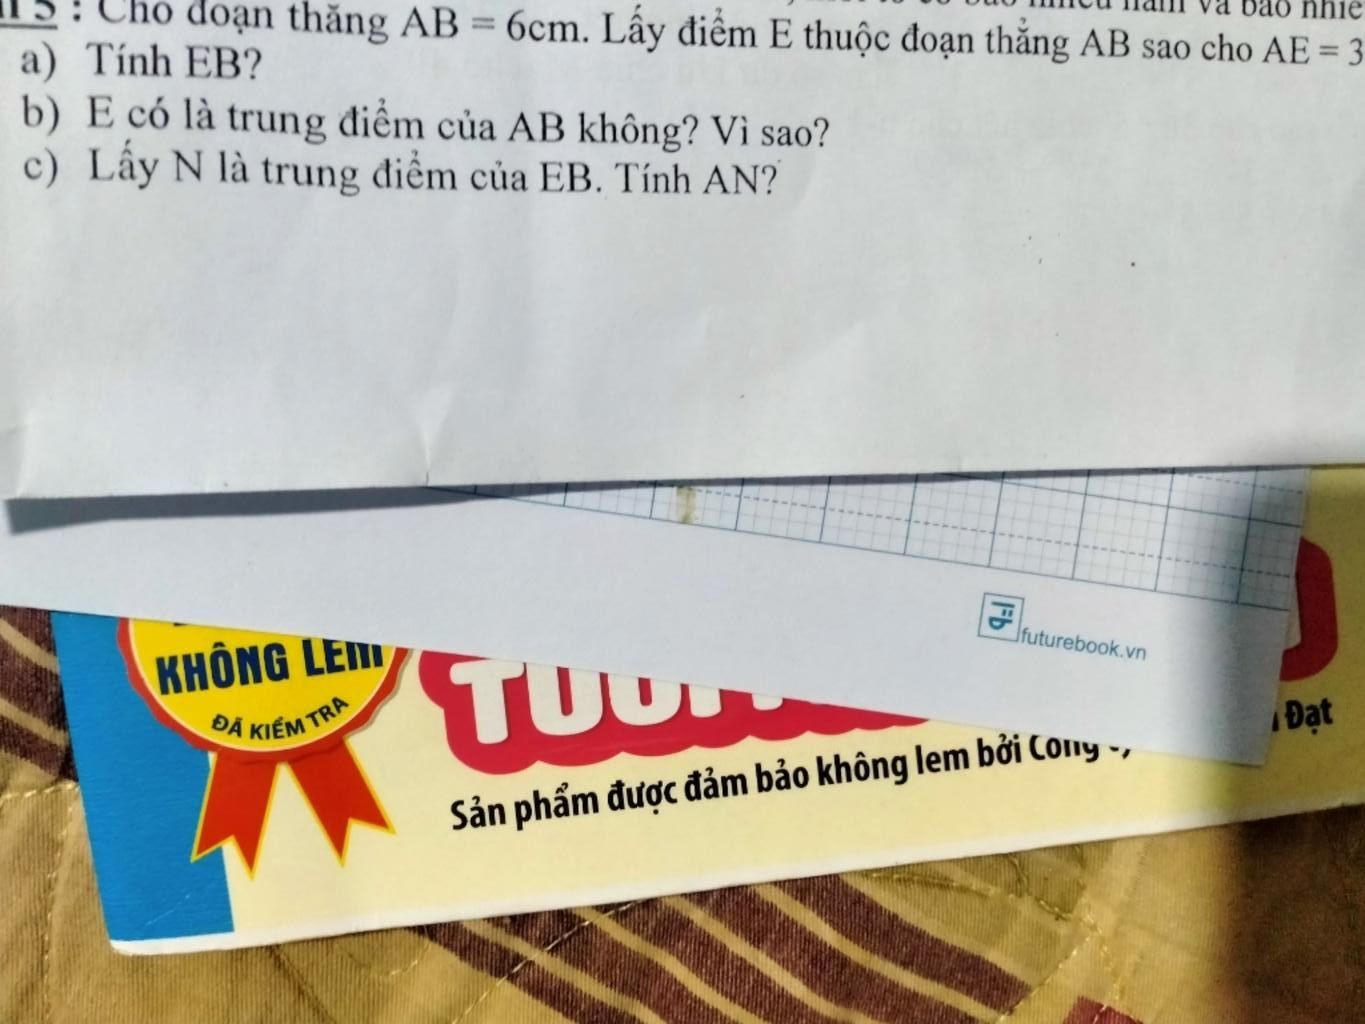 5 : Cho đoạn thẳng AB = 6cm. Lấy điểm E thuộc đoạn thẳng AB sao cho AE = 3
a) Tính EB?
b) E có là trung điểm của AB không? Vì sao?
c) Lấy N là trung điểm của EB. Tính AN?
futurebook.vn
KHÔNG LEM
ĐÃ KIỂM TRA
Đạt
Sản phẩm được đảm bảo không lem bởi Công